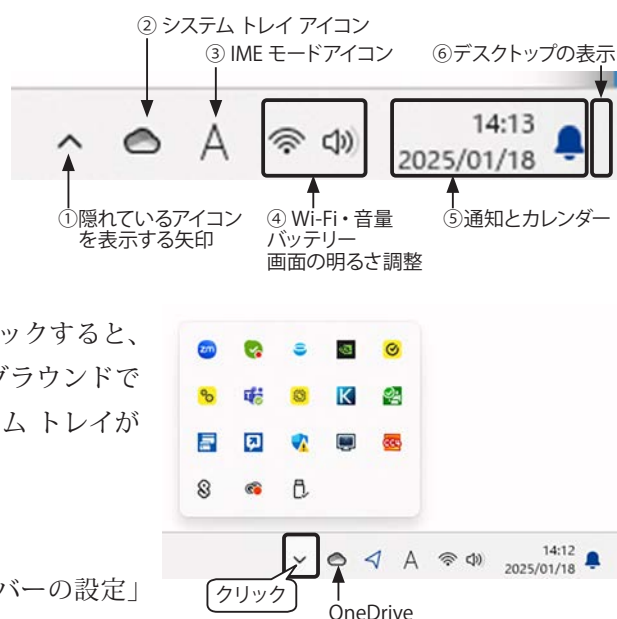 ② システム トレイ アイコン
③ IME モードアイコン
⑥デスクトップの表示
A
14:13
2025/01/18
①隠れているアイコン
を表示する矢印
④ Wi-Fi・音量
バッテリー
画面の明るさ調整
⑤通知とカレンダー
ックすると、
グラウンドで
ム トレイが
zm
K
A
14:12
2025/01/18
バーの設定」
クリック
OneDrive